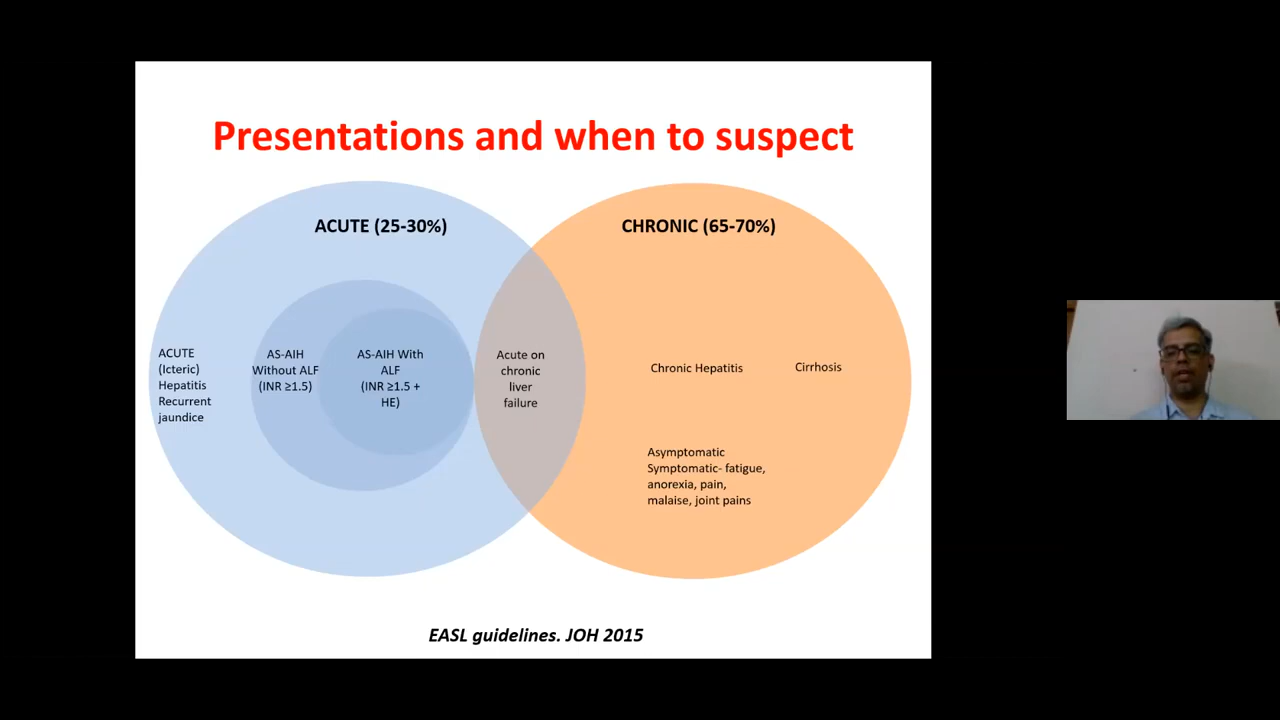 Presentations and when to suspect
ACUTE (25-30%)
CHRONIC (65-70%)
ACUTE
(Icteric)
Hepatitis
Recurrent
jaundice
AS-AIH
Without ALF
(INR ≥1.5)
AS-AIH With
ALF
(INR ≥1.5 +
HE)
Acute on
chronic
liver
failure
Chronic Hepatitis
Cirrhosis
Asymptomatic
Symptomatic- fatigue,
anorexia, pain,
malaise, joint pains
EASL guidelines. JOH 2015